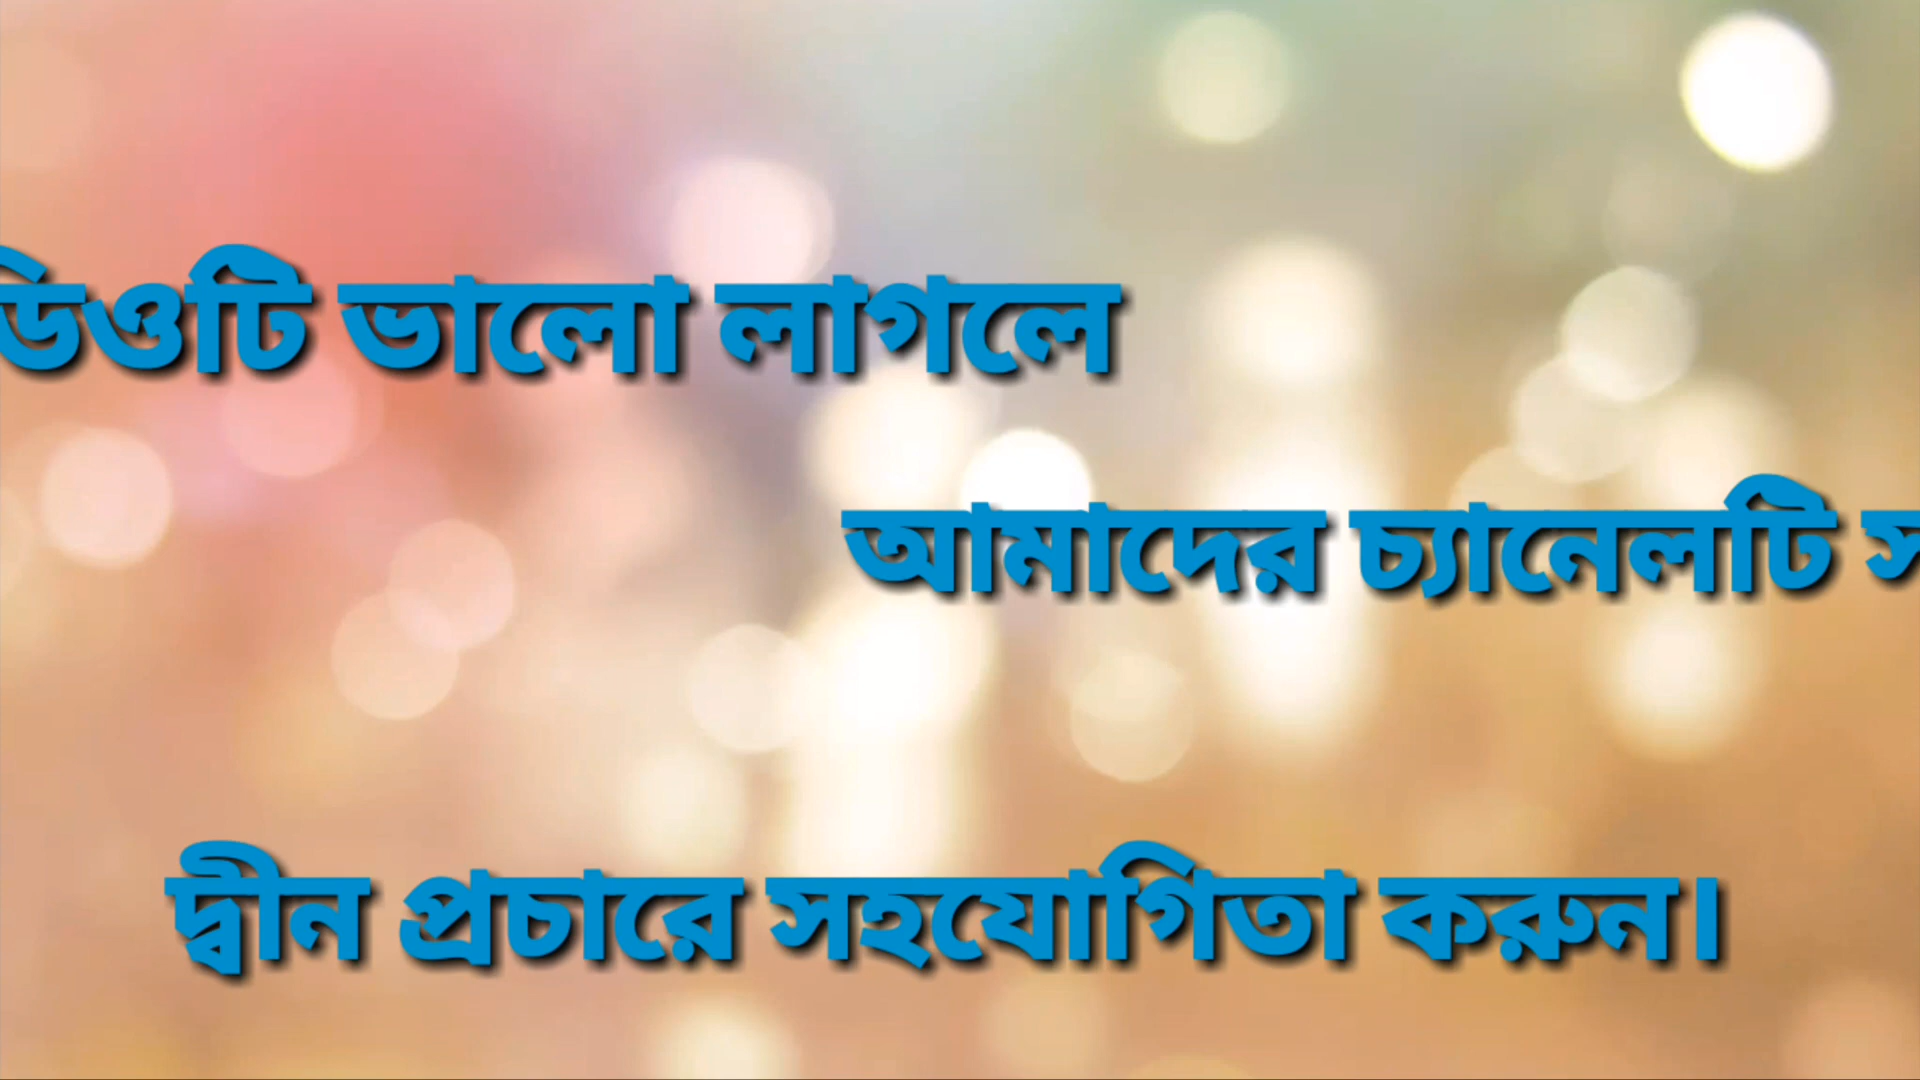 ডিওটি ভালো লাগলে
আমাদের চ্যানেলটি
দ্বীন প্রচারে সহযোগিতা করুন।